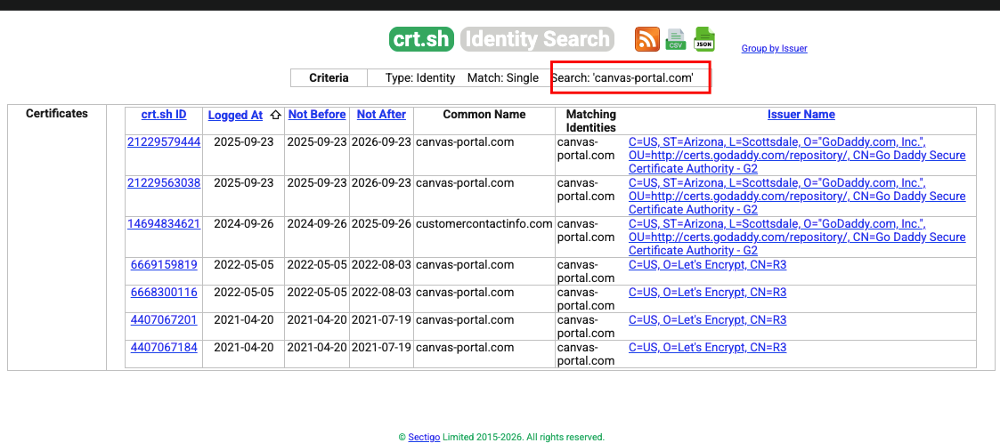 crt.sh Identity Search CSV JSON Group by Issuer
Criteria Type: Identity Match: Single Search: 'canvas-portal.com'
Certificates crt.sh ID Logged At ⇧ Not Before Not After Common Name Matching Identities Issuer Name
21229579444 2025-09-23 2025-09-23 2026-09-23 canvas-portal.com canvas-portal.com C=US, ST=Arizona, L=Scottsdale, O="GoDaddy.com, Inc.", OU=http://certs.godaddy.com/repository/, CN=Go Daddy Secure Certificate Authority - G2
21229563038 2025-09-23 2025-09-23 2026-09-23 canvas-portal.com canvas-portal.com C=US, ST=Arizona, L=Scottsdale, O="GoDaddy.com, Inc.", OU=http://certs.godaddy.com/repository/, CN=Go Daddy Secure Certificate Authority - G2
14694834621 2024-09-26 2024-09-26 2025-09-26 customercontactinfo.com canvas-portal.com C=US, ST=Arizona, L=Scottsdale, O="GoDaddy.com, Inc.", OU=http://certs.godaddy.com/repository/, CN=Go Daddy Secure Certificate Authority - G2
6669159819 2022-05-05 2022-05-05 2022-08-03 canvas-portal.com canvas-portal.com C=US, O=Let's Encrypt, CN=R3
6668300116 2022-05-05 2022-05-05 2022-08-03 canvas-portal.com canvas-portal.com C=US, O=Let's Encrypt, CN=R3
4407067201 2021-04-20 2021-04-20 2021-07-19 canvas-portal.com canvas-portal.com C=US, O=Let's Encrypt, CN=R3
4407067184 2021-04-20 2021-04-20 2021-07-19 canvas-portal.com canvas-portal.com C=US, O=Let's Encrypt, CN=R3
© Sectigo Limited 2015-2026. All rights reserved.